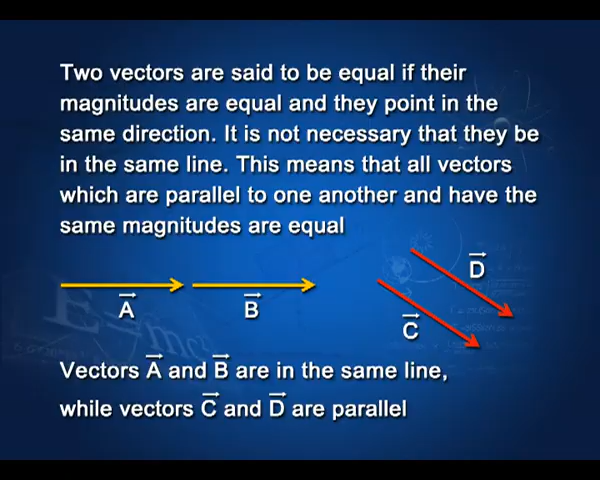 Two vectors are said to be equal if their
magnitudes are equal and they point in the
same direction. It is not necessary that they be
in the same line. This means that all vectors
which are parallel to one another and have the
same magnitudes are equal
D⃗
A⃗ B⃗
C⃗
Vectors A⃗ and B⃗ are in the same line,
while vectors C⃗ and D⃗ are parallel
E=mc